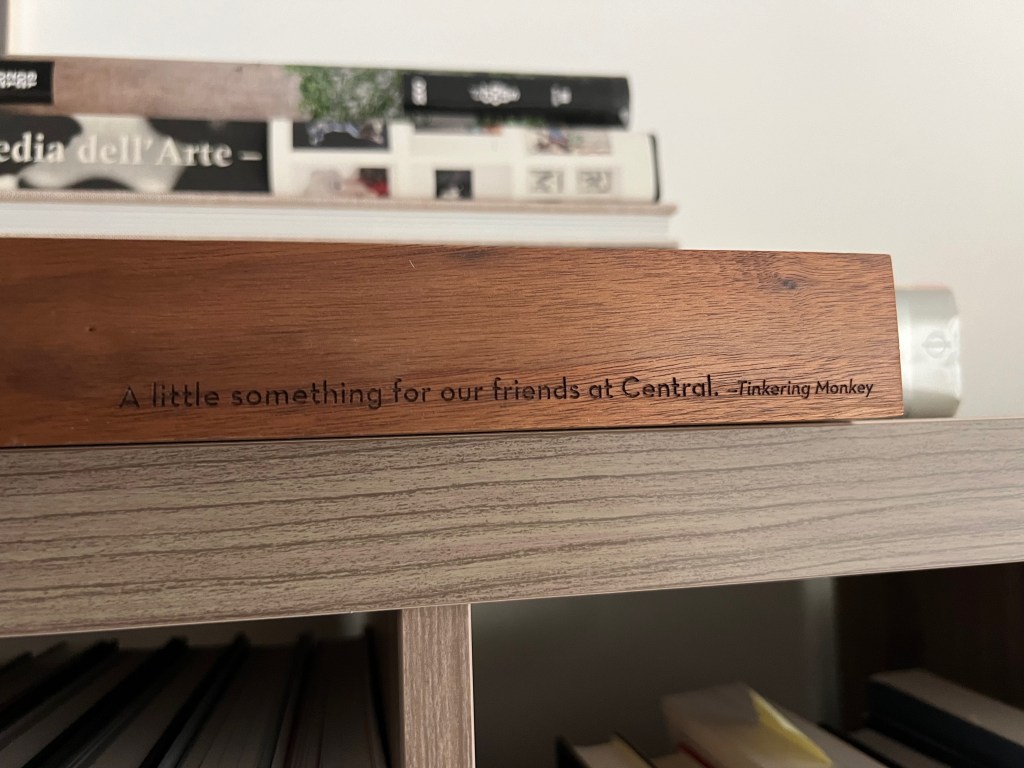 edia dell'Arte –
A little something for our friends at Central. –Tinkering Monkey